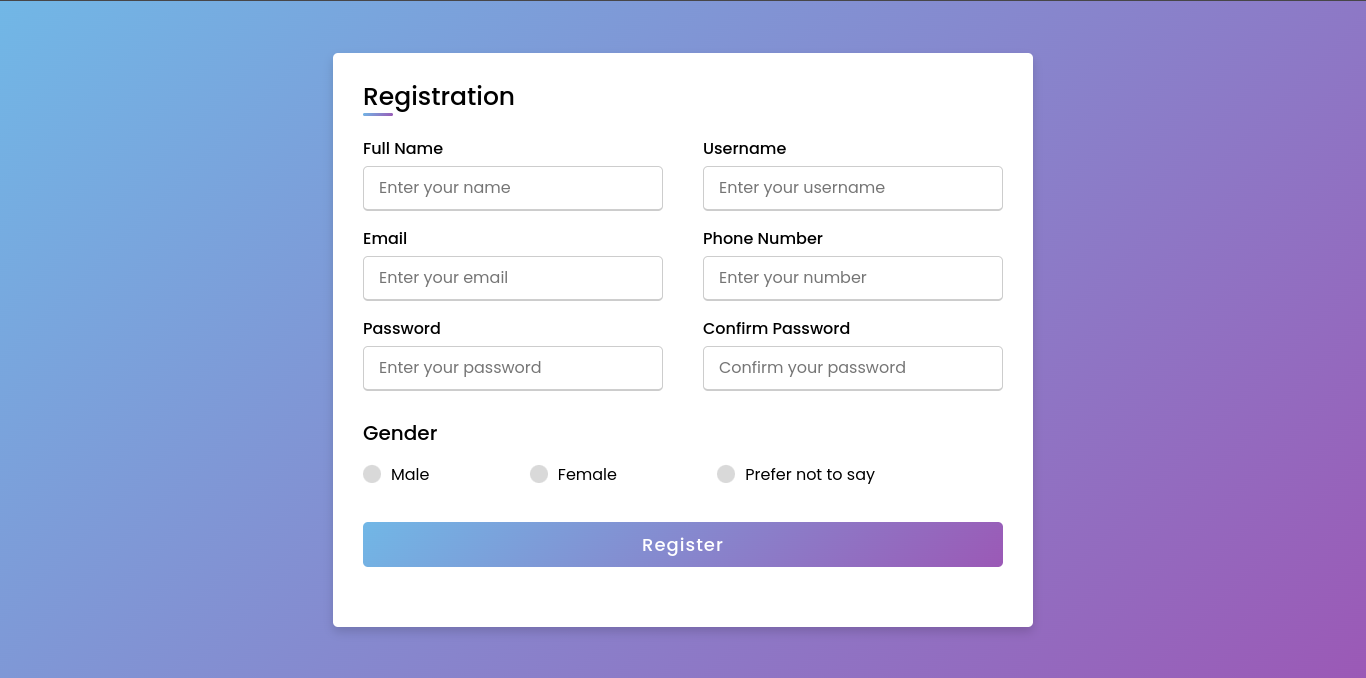 Registration
Full Name
Username
Enter your name
Enter your username
Email
Phone Number
Enter your email
Enter your number
Password
Confirm Password
Enter your password
Confirm your password
Gender
Male
Female
Prefer not to say
Register